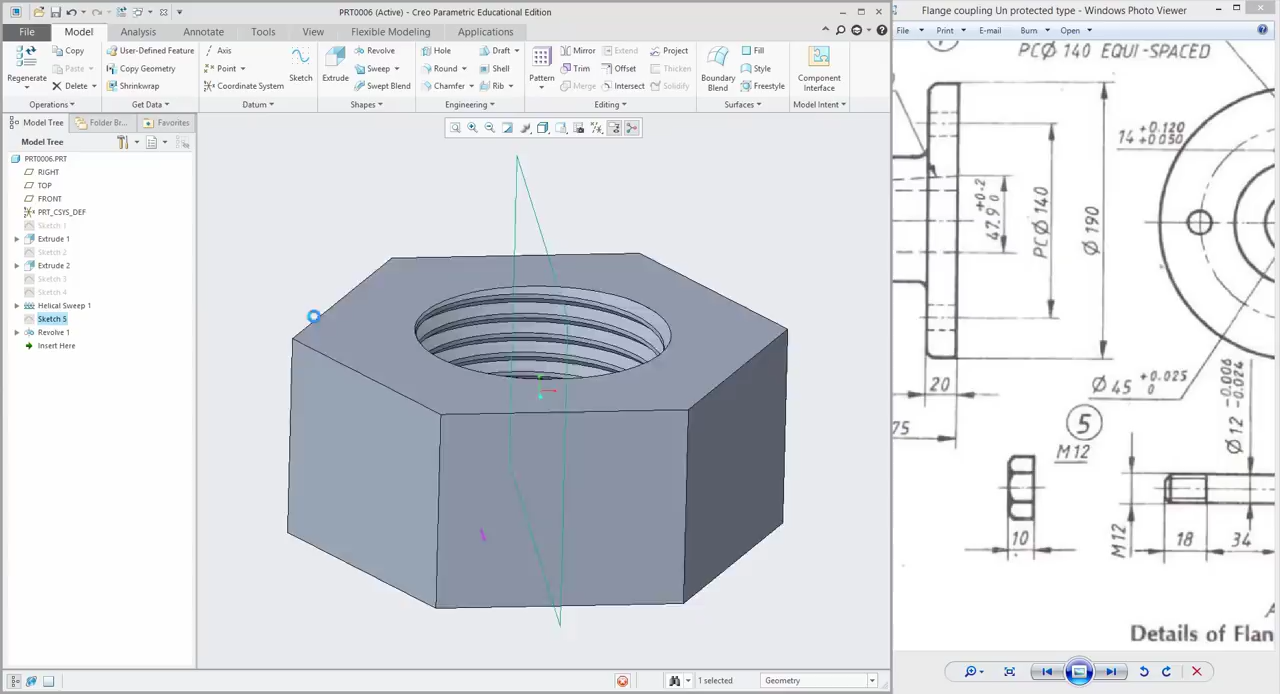 PRT0006 (Active) - Creo Parametric Educational Edition
File Model Analysis Annotate Tools View Flexible Modeling Applications
Regenerate
Copy
Paste
Delete
Operations
User-Defined Feature
Copy Geometry
Shrinkwrap
Get Data
Axis
Point
Coordinate System
Sketch
Datum
Extrude
Revolve
Sweep
Swept Blend
Shapes
Hole
Round
Chamfer
Draft
Shell
Rib
Engineering
Pattern
Mirror
Trim
Merge
Extend
Offset
Intersect
Project
Thicken
Solidify
Editing
Boundary
Blend
Fill
Style
Freestyle
Surfaces
Component
Interface
Model Intent
Model Tree
Folder Br...
Favorites
Model Tree
PRT0006.PRT
RIGHT
TOP
FRONT
PRT_CSYS_DEF
Sketch 1
Extrude 1
Sketch 2
Extrude 2
Sketch 3
Sketch 4
Helical Sweep 1
Sketch 5
Revolve 1
Insert Here
1 selected
Geometry
Flange coupling Un protected type - Windows Photo Viewer
File Print E-mail Burn Open
PCØ 140 EQUI-SPACED
14 +0.120
+0.050
47.9 +0.2
0
PCØ 140
Ø 190
20
75
Ø 45 +0.025
0
5
M12
Ø12 -0.006
-0.024
10
M12
18
34
Details of Flan